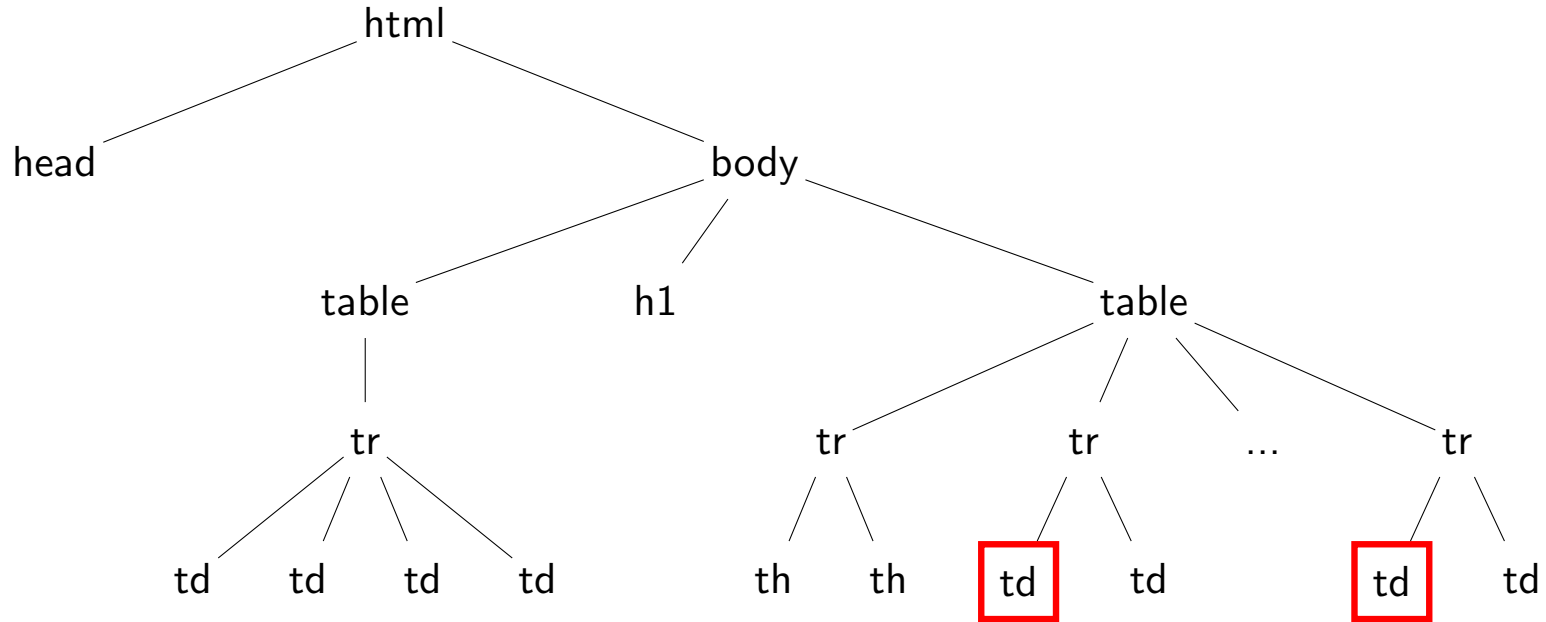 html
head body
table h1 table
tr tr tr ... tr
td td td td th th td td td td